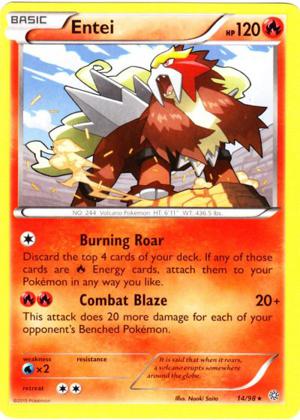 BASIC
Entei
HP 120
NO. 244 Volcano Pokémon HT: 6'11" WT: 436.5 lbs.
Burning Roar
Discard the top 4 cards of your deck. If any of those
cards are Energy cards, attach them to your
Pokémon in any way you like.
Combat Blaze 20+
This attack does 20 more damage for each of your
opponent's Benched Pokémon.
weakness resistance
×2
retreat
It is said that when it roars,
a volcano erupts somewhere
around the globe.
©2015 Pokémon
Illus. Naoki Saito
14/98